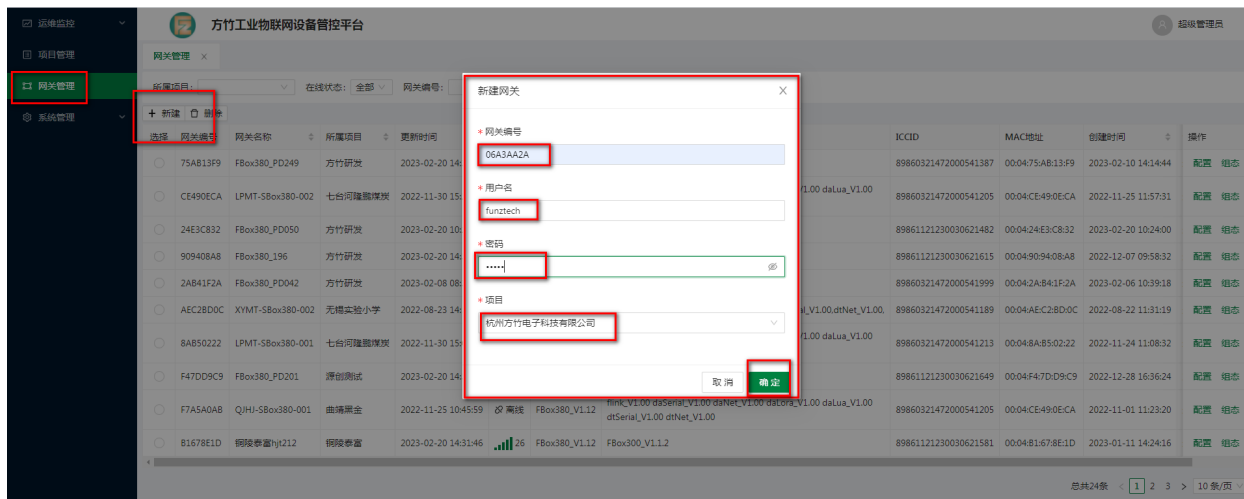 运维监控
方竹工业物联网设备管控平台
超级管理员
项目管理
网关管理 ×
网关管理
所属项目: 在线状态: 全部 网关编号:
系统管理
+ 新建 删除
选择 网关编号 网关名称 所属项目 更新时间 ICCID MAC地址 创建时间 操作
75AB13F9 FBox380_PD249 方竹研发 2023-02-20 14: 89860321472000541387 00:04:75:AB:13:F9 2023-02-10 14:14:44 配置 组态
CE490ECA LPMT-SBox380-002 七台河隆鹏煤炭 2022-11-30 15: /1.00 daLua_V1.00 89860321472000541205 00:04:CE:49:0E:CA 2022-11-25 11:57:31 配置 组态
24E3C832 FBox380_PD050 方竹研发 2023-02-20 10: 89861121230030621482 00:04:24:E3:C8:32 2023-02-20 10:24:00 配置 组态
909408A8 FBox380_196 方竹研发 2023-02-20 14: 89861121230030621615 00:04:90:94:08:A8 2022-12-07 09:58:32 配置 组态
2AB41F2A FBox380_PD042 方竹研发 2023-02-08 08: 89860321472000541999 00:04:2A:B4:1F:2A 2023-02-06 10:39:18 配置 组态
AEC2BD0C XYMT-SBox380-002 无锡实验小学 2022-08-23 14: al_V1.00,dtNet_V1.00, 89860321472000541189 00:04:AE:C2:BD:0C 2022-08-22 11:31:19 配置 组态
8AB50222 LPMT-SBox380-001 七台河隆鹏煤炭 2022-11-30 15: /1.00 daLua_V1.00 89860321472000541213 00:04:8A:B5:02:22 2022-11-24 11:08:32 配置 组态
F47DD9C9 FBox380_PD201 源创测试 2023-02-20 14: 89861121230030621649 00:04:F4:7D:D9:C9 2022-12-28 16:36:24 配置 组态
F7A5A0AB QJHJ-SBox380-001 曲靖黑金 2022-11-25 10:45:59 离线 FBox380_V1.12 flink_V1.00 daSerial_V1.00 daNet_V1.00 daLora_V1.00 daLua_V1.00 89860321472000541205 00:04:CE:49:0E:CA 2022-11-01 11:23:20 配置 组态
dtSerial_V1.00 dtNet_V1.00
B1678E1D 铜陵泰富hjt212 铜陵泰富 2023-02-20 14:31:46 26 FBox380_V1.12 FBox300_V1.1.2 89861121230030621581 00:04:B1:67:8E:1D 2023-01-11 14:24:16 配置 组态
总共24条 < 1 2 3 > 10 条/页
新建网关 ×
* 网关编号
06A3AA2A
* 用户名
funztech
* 密码
•••••
* 项目
杭州方竹电子科技有限公司
取 消 确 定